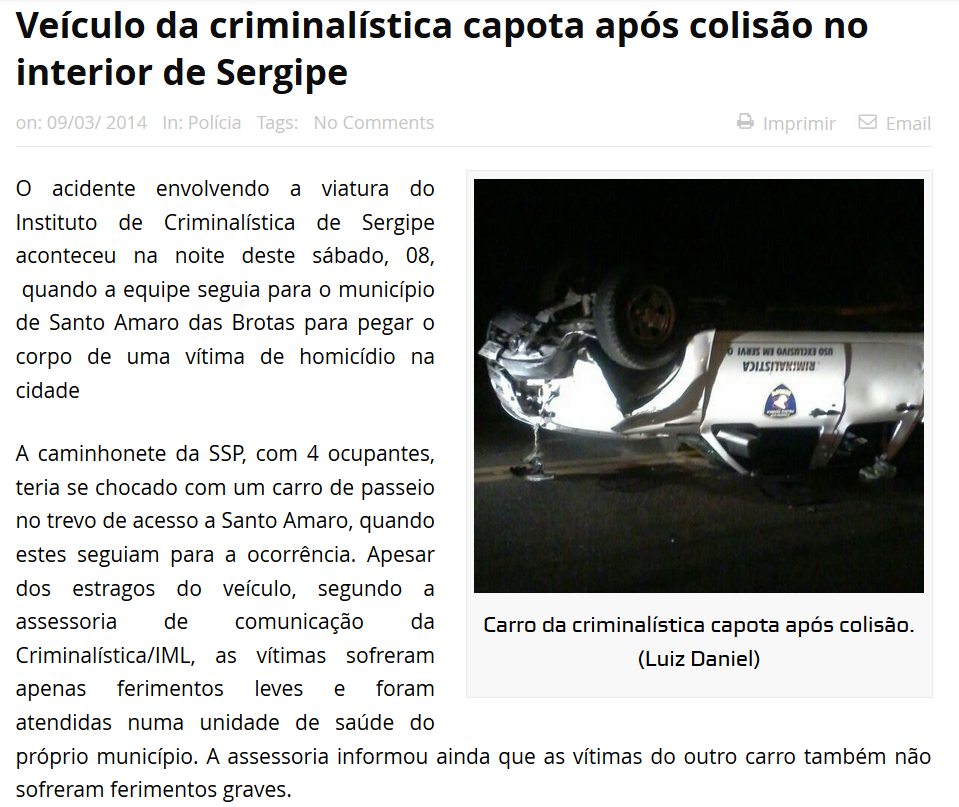 Veículo da criminalística capota após colisão no
interior de Sergipe
on: 09/03/ 2014 In: Polícia Tags: No Comments
Imprimir Email
O acidente envolvendo a viatura do
Instituto de Criminalística de Sergipe
aconteceu na noite deste sábado, 08,
quando a equipe seguia para o município
de Santo Amaro das Brotas para pegar o
corpo de uma vítima de homicídio na
cidade
A caminhonete da SSP, com 4 ocupantes,
teria se chocado com um carro de passeio
no trevo de acesso a Santo Amaro, quando
estes seguiam para a ocorrência. Apesar
dos estragos do veículo, segundo a
assessoria de comunicação da
Criminalística/IML, as vítimas sofreram
apenas ferimentos leves e foram
atendidas numa unidade de saúde do
próprio município. A assessoria informou ainda que as vítimas do outro carro também não
sofreram ferimentos graves.
USO EXCLUSIVO EM SERVI O
RIMINALÍSTICA
Carro da criminalística capota após colisão.
(Luiz Daniel)